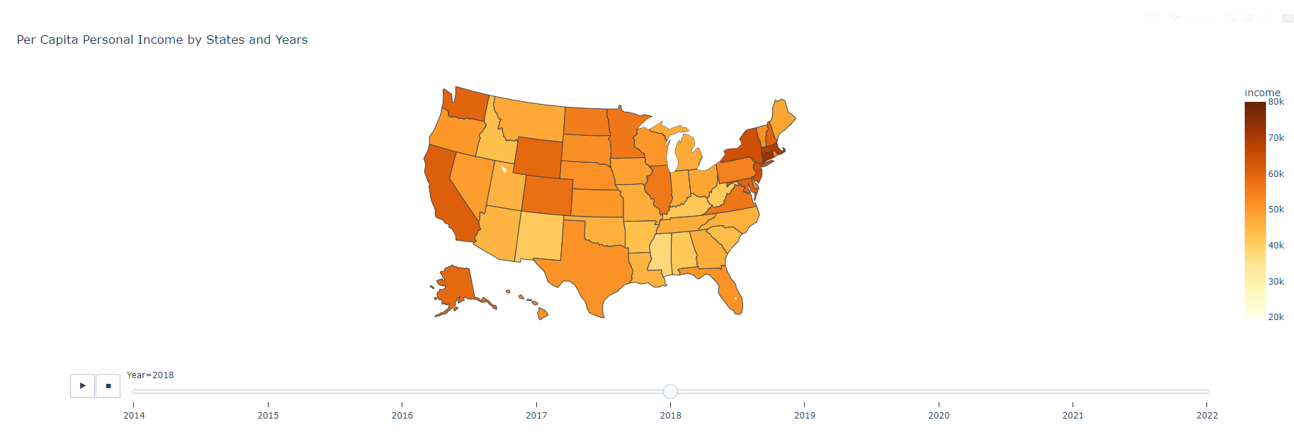 Per Capita Personal Income by States and Years
income
80k
70k
60k
50k
40k
30k
20k
Year=2018
2014 2015 2016 2017 2018 2019 2020 2021 2022